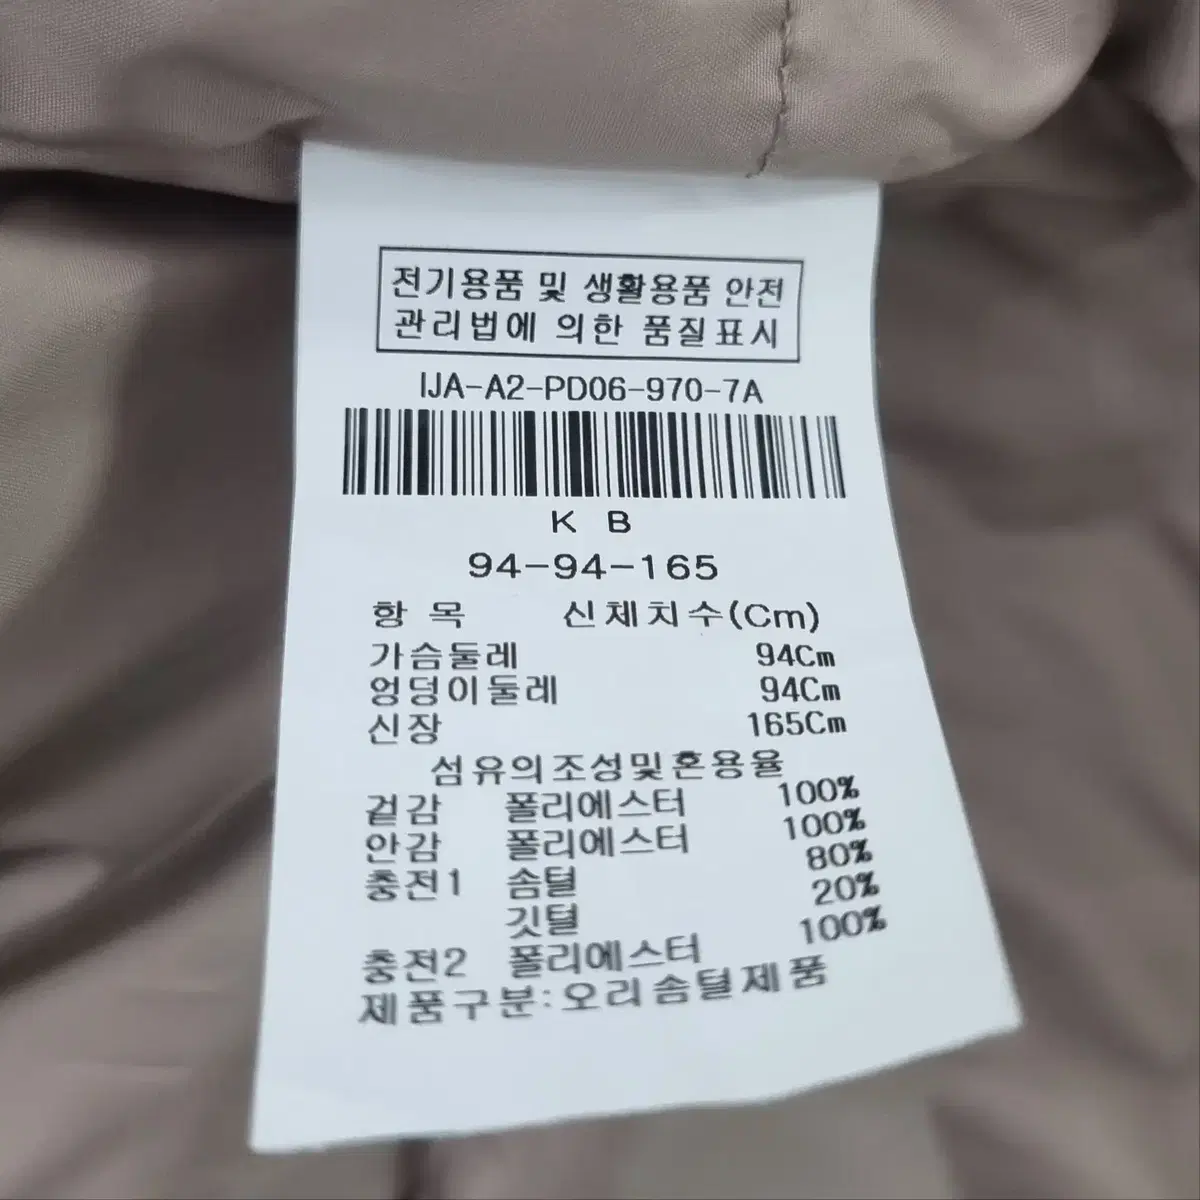 전기용품 및 생활용품 안전
관리법에 의한 품질표시
IJA-A2-PD06-970-7A
K B
94-94-165
항 목 신체치수(Cm)
가슴둘레 94Cm
엉덩이둘레 94Cm
신장 165Cm
섬유의조성및혼용율
겉감 폴리에스터 100%
안감 폴리에스터 100%
충전1 솜털 80%
깃털 20%
충전2 폴리에스터 100%
제품구분:오리솜털제품